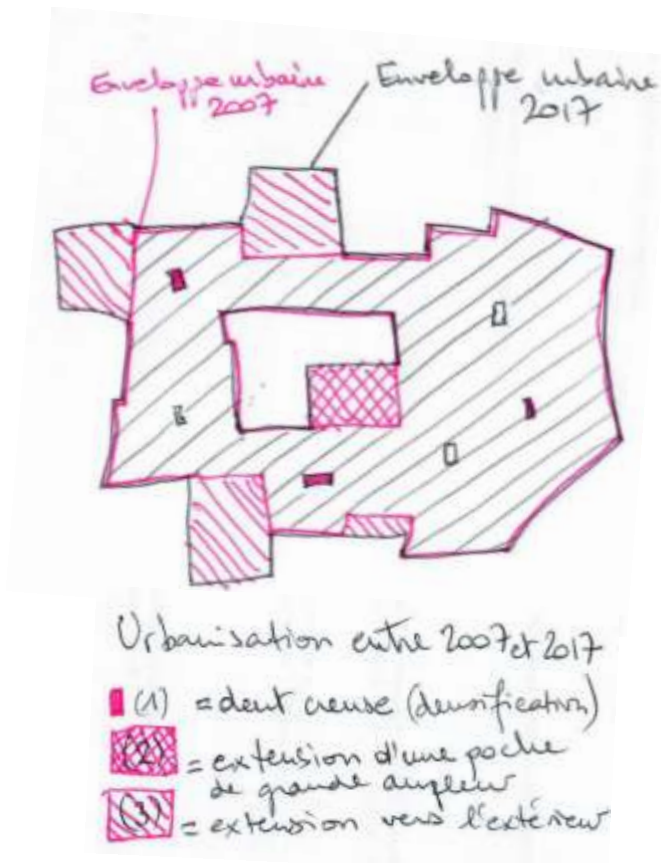 Enveloppe urbaine
2007
Enveloppe urbaine
2017
Urbanisation entre 2007 et 2017
(1) = dent creuse (densification)
(2) = extension d'une poche
de grande ampleur
(3) = extension vers l'extérieur